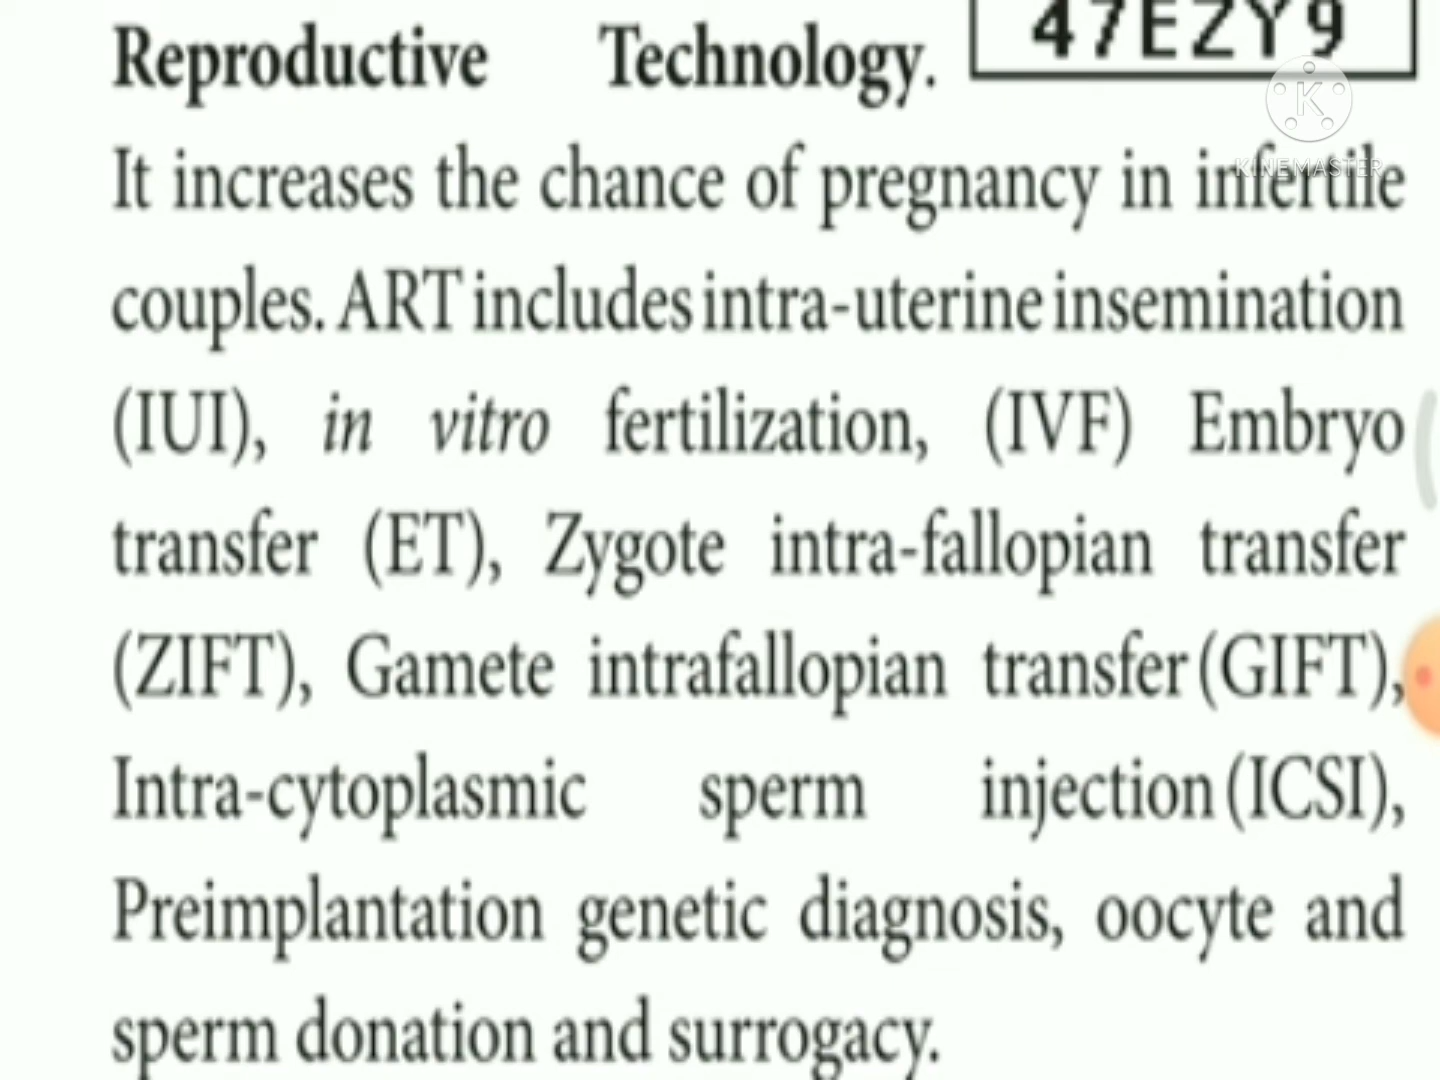 Reproductive Technology.
47EZY9
KINEMASTER
It increases the chance of pregnancy in infertile
couples. ART includes intra-uterine insemination
(IUI), in vitro fertilization, (IVF) Embryo
transfer (ET), Zygote intra-fallopian transfer
(ZIFT), Gamete intrafallopian transfer (GIFT),
Intra-cytoplasmic sperm injection (ICSI),
Preimplantation genetic diagnosis, oocyte and
sperm donation and surrogacy.